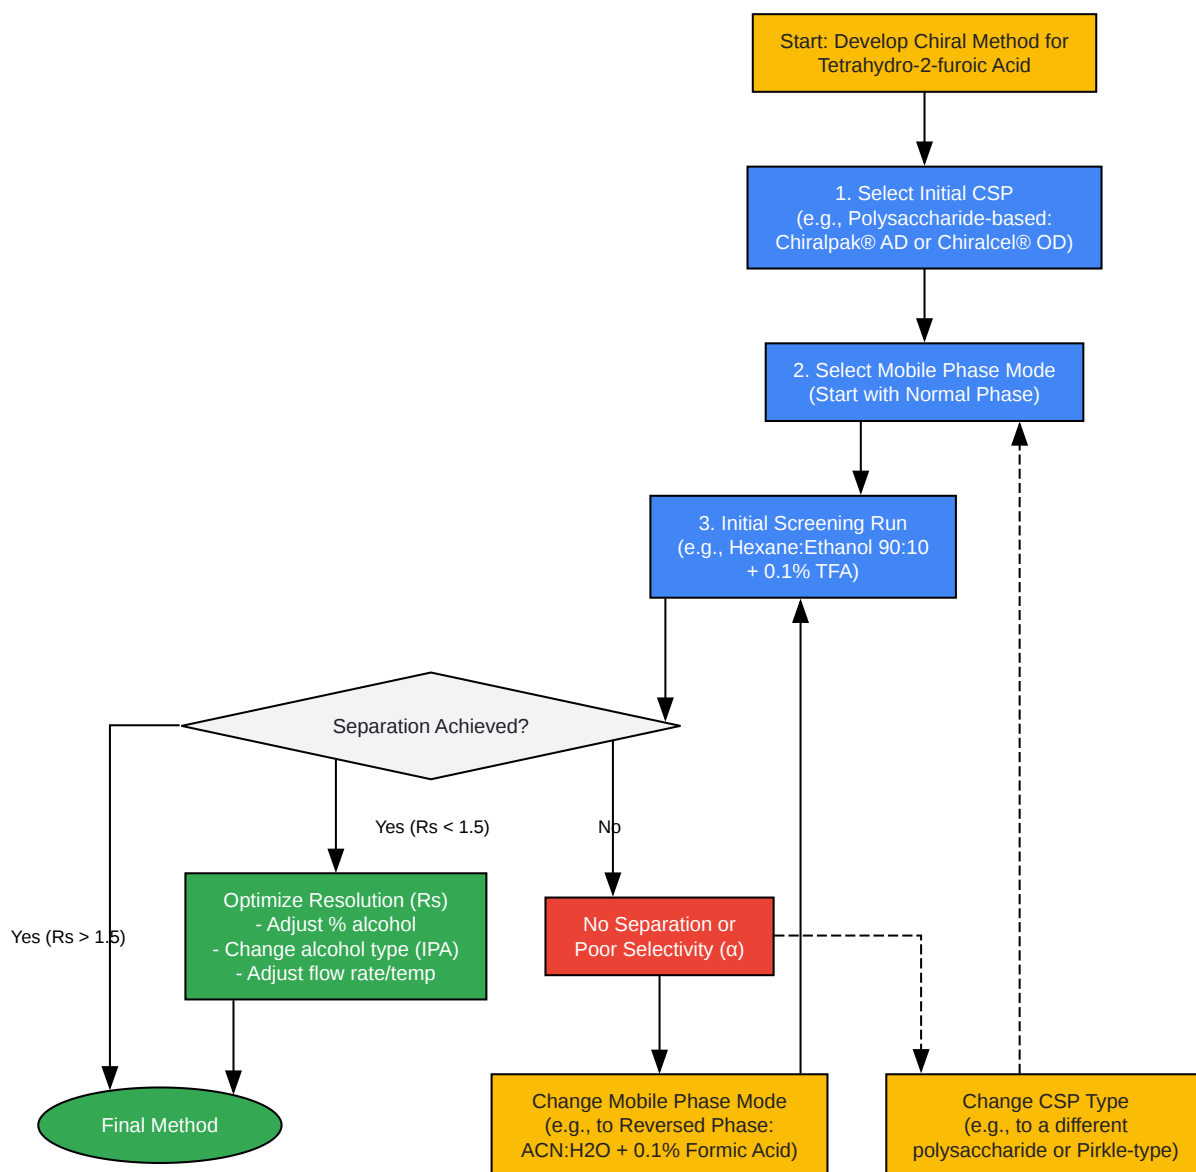 Start: Develop Chiral Method for
Tetrahydro-2-furoic Acid
1. Select Initial CSP
(e.g., Polysaccharide-based:
Chiralpak® AD or Chiralcel® OD)
2. Select Mobile Phase Mode
(Start with Normal Phase)
3. Initial Screening Run
(e.g., Hexane:Ethanol 90:10
+ 0.1% TFA)
Separation Achieved?
Yes (Rs < 1.5)
No
Yes (Rs > 1.5)
Optimize Resolution (Rs)
- Adjust % alcohol
- Change alcohol type (IPA)
- Adjust flow rate/temp
No Separation or
Poor Selectivity (α)
Final Method
Change Mobile Phase Mode
(e.g., to Reversed Phase:
ACN:H2O + 0.1% Formic Acid)
Change CSP Type
(e.g., to a different
polysaccharide or Pirkle-type)